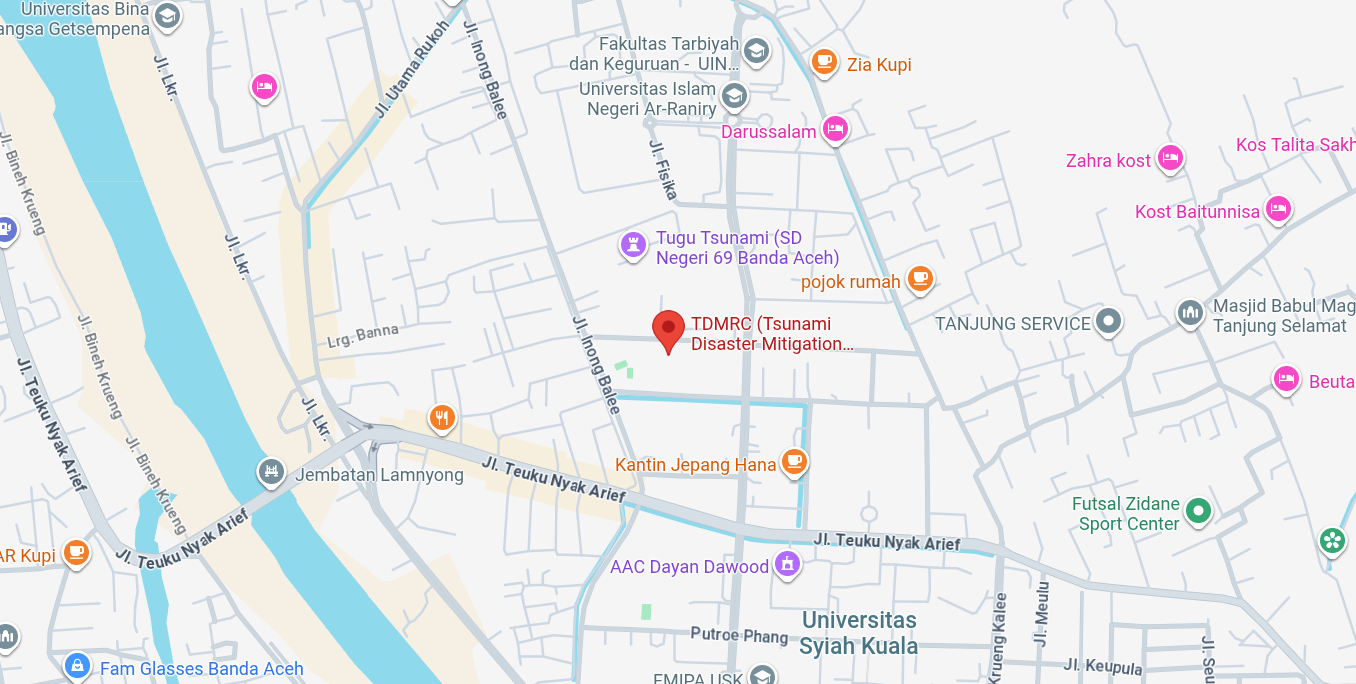 Universitas Bina
angsa Getsempena
Jl. Lkr.
Jl. Utama Rukoh
Jl. Inong Balee
Fakultas Tarbiyah
dan Keguruan - UIN...
Zia Kupi
Universitas Islam
Negeri Ar-Raniry
Darussalam
Jl. Fisika
Zahra kost
Kos Talita Sakh
Kost Baitunnisa
Jl. Bineh Krueng
Jl. Lkr.
Tugu Tsunami (SD
Negeri 69 Banda Aceh)
pojok rumah
Masjid Babul Mag
Tanjung Selamat
TANJUNG SERVICE
TDMRC (Tsunami
Disaster Mitigation...
Lrg. Banna
Jl. Inong Balee
Jl. Bineh Krueng
Beuta
Jl. Teuku Nyak Arief
Jl. Lkr.
Jl. Bineh Krueng
Jembatan Lamnyong
Jl. Teuku Nyak Arief
Kantin Jepang Hana
Futsal Zidane
Sport Center
Jl. Teuku Nyak Arief
Jl. Teuku Nyak Arief
AR Kupi
AAC Dayan Dawood
Universitas
Syiah Kuala
Putroe Phang
Krueng Kalee
Jl. Meulu
Jl. Keupula
Jl. Seu
Fam Glasses Banda Aceh
FMIPA USK